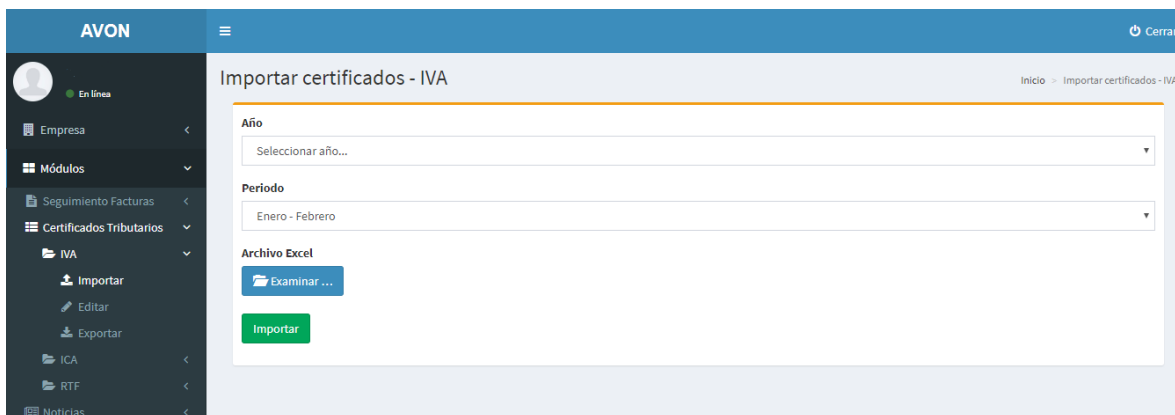 AVON
Cerrar
En línea
Empresa
Módulos
Seguimiento Facturas
Certificados Tributarios
IVA
Importar
Editar
Exportar
ICA
RTF
Noticias
Importar certificados - IVA
Inicio > Importar certificados - IVA
Año
Seleccionar año...
Periodo
Enero - Febrero
Archivo Excel
Examinar ...
Importar